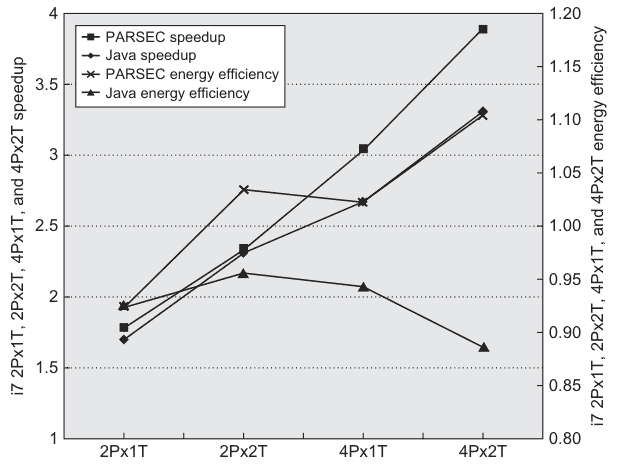 i7 2Px1T, 2Px2T, 4Px1T, and 4Px2T speedup
4
3.5
3
2.5
2
1.5
1
PARSEC speedup
Java speedup
PARSEC energy efficiency
Java energy efficiency
2Px1T
2Px2T
4Px1T
4Px2T
1.20
1.15
1.10
1.05
1.00
0.95
0.90
0.85
0.80
i7 2Px1T, 2Px2T, 4Px1T, and 4Px2T energy efficiency